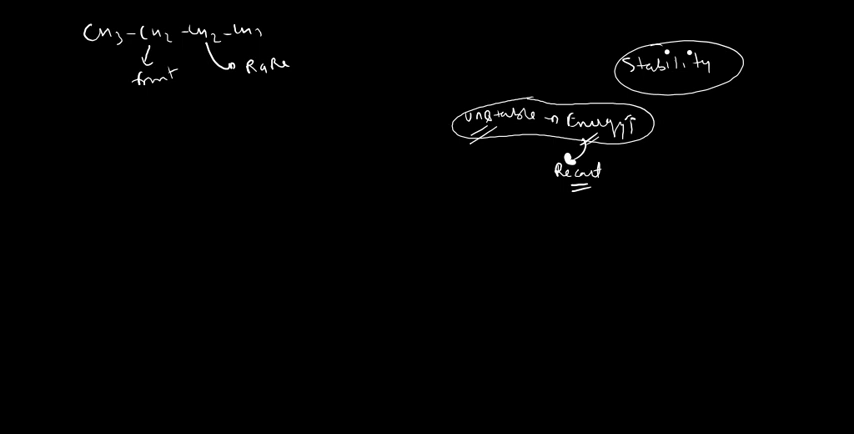 CH3-CH2-CH2-CH3
front
RaRe
Stability
Unstable → Energy↑
React